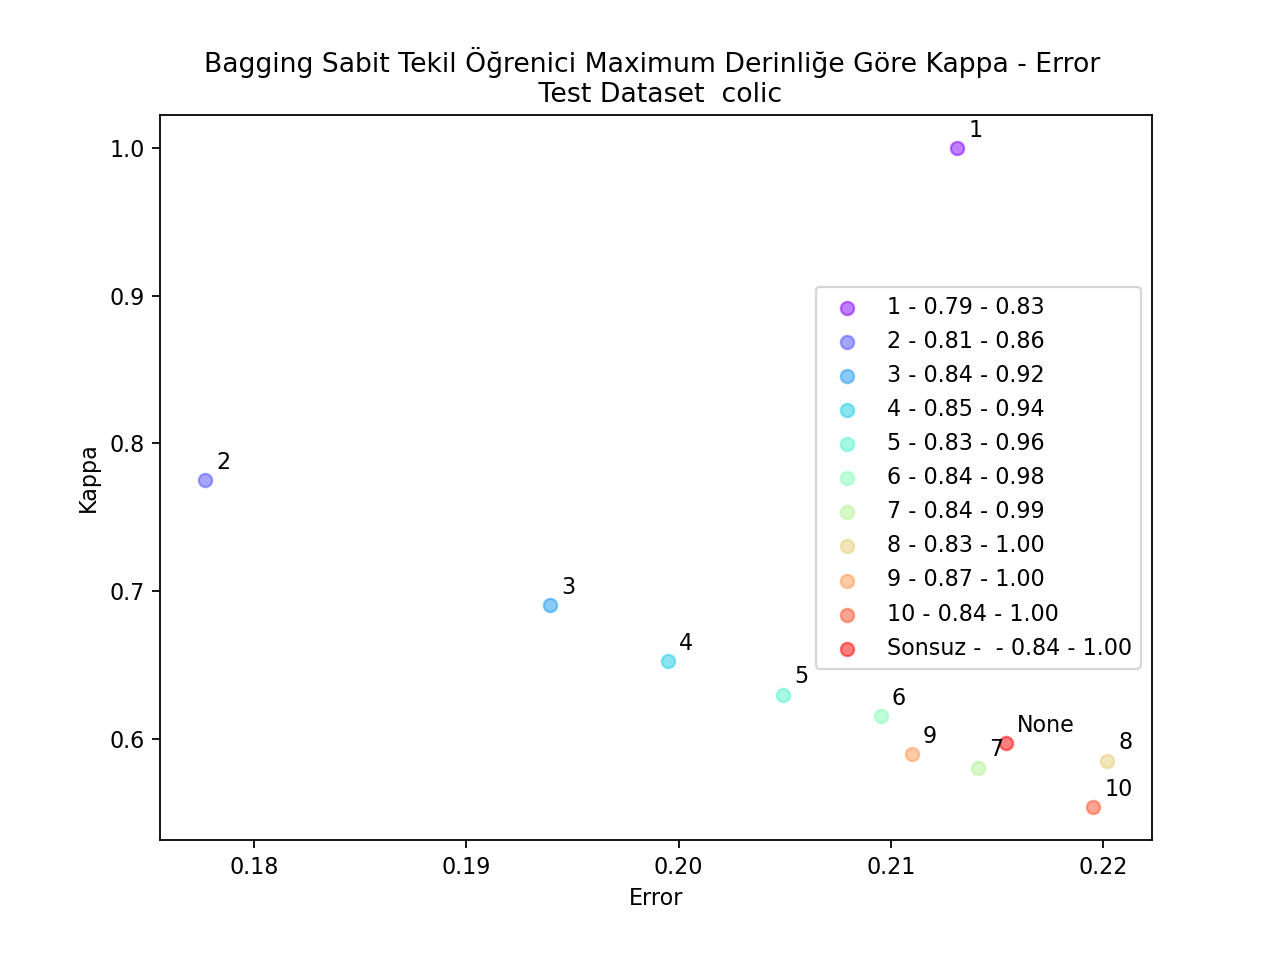 Bagging Sabit Tekil Öğrenici Maximum Derinliğe Göre Kappa - Error
Test Dataset  colic
1.0
0.9
0.8
0.7
0.6
Kappa
1
2
3
4
5
6
9
7
None
8
10
1 - 0.79 - 0.83
2 - 0.81 - 0.86
3 - 0.84 - 0.92
4 - 0.85 - 0.94
5 - 0.83 - 0.96
6 - 0.84 - 0.98
7 - 0.84 - 0.99
8 - 0.83 - 1.00
9 - 0.87 - 1.00
10 - 0.84 - 1.00
Sonsuz -  - 0.84 - 1.00
0.18 0.19 0.20 0.21 0.22
Error